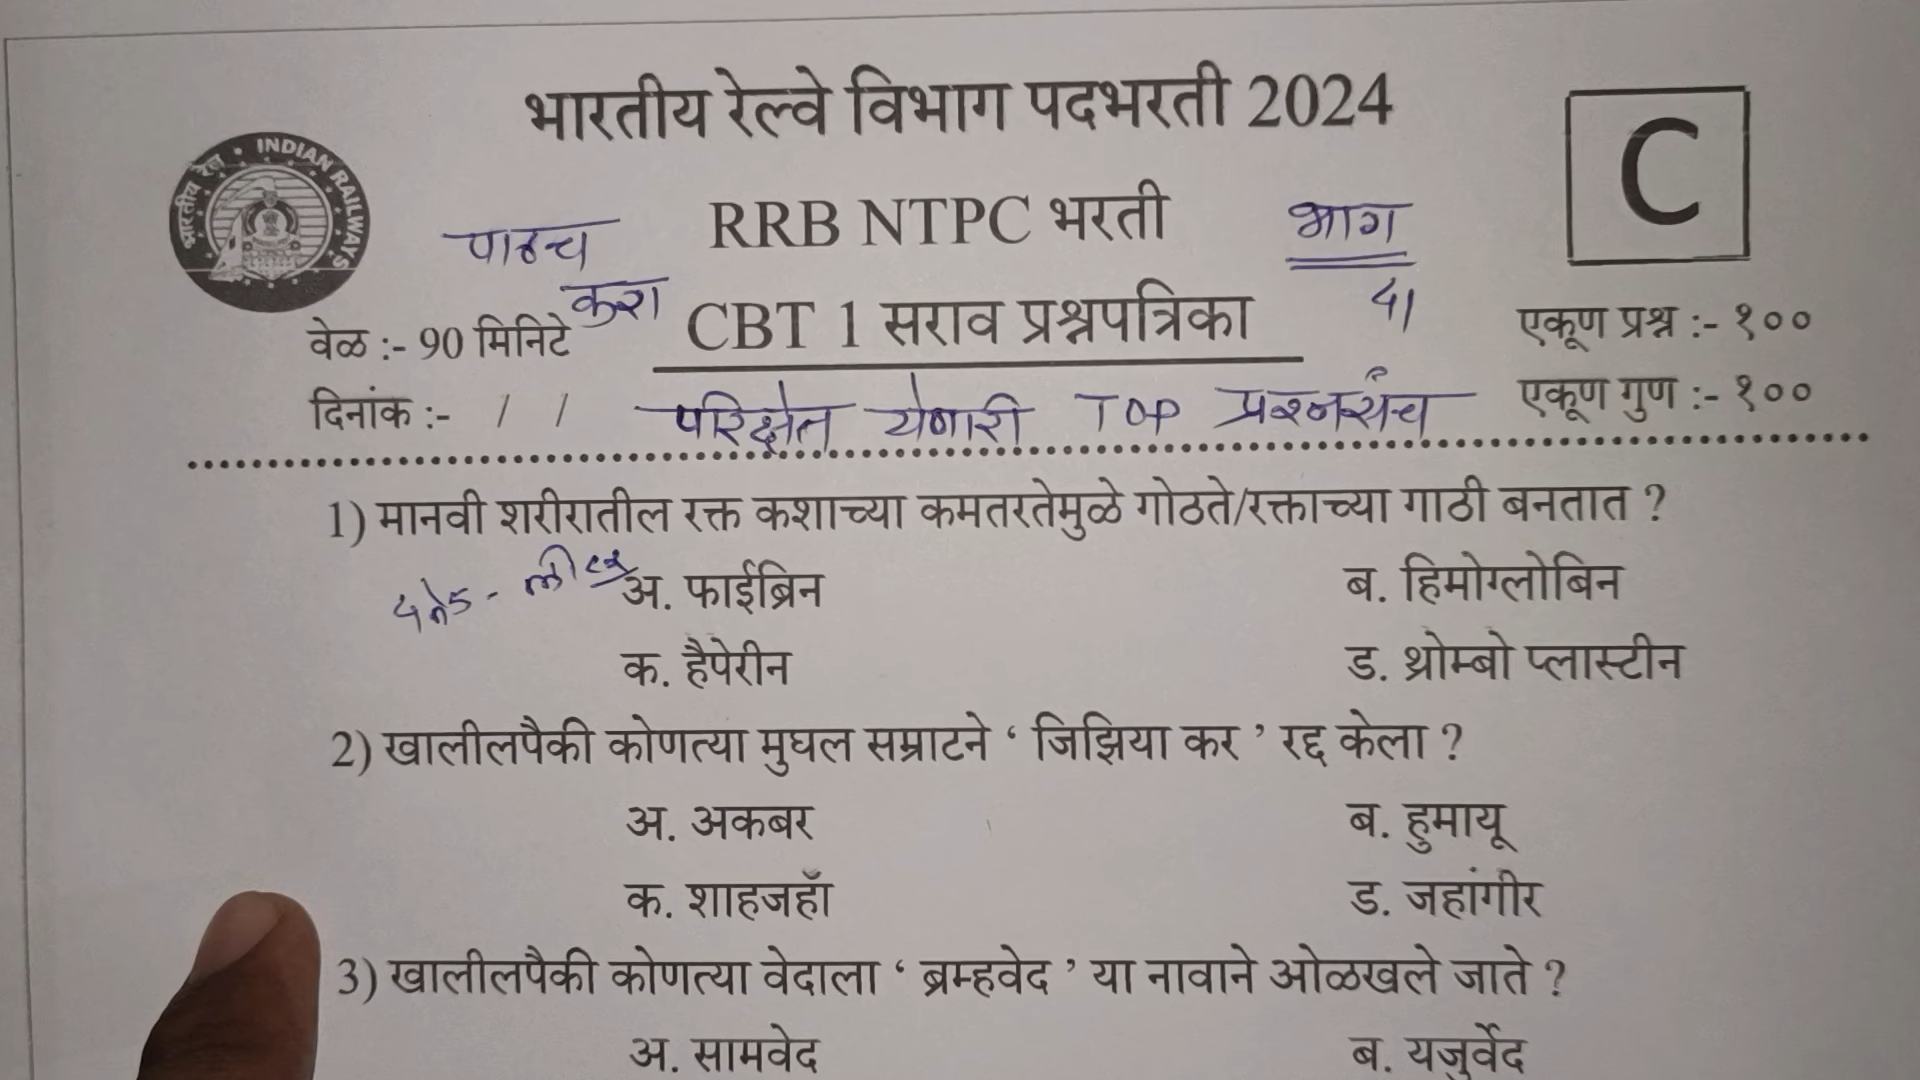 भारतीय रेल्वे विभाग पदभरती 2024
C
भारतीय रेल • INDIAN RAILWAYS
RRB NTPC भरती
भाग
पाठच
करा
CBT 1 सराव प्रश्नपत्रिका
41
वेळ :- 90 मिनिटे
एकूण प्रश्न :- १००
दिनांक :- / /
परिक्षेत येणारी TOP प्रश्नसंच
एकूण गुण :- १००
1) मानवी शरीरातील रक्त कशाच्या कमतरतेमुळे गोठते/रक्ताच्या गाठी बनतात ?
अ. फाईब्रिन
ब. हिमोग्लोबिन
क. हैपेरीन
ड. थ्रोम्बो प्लास्टीन
2) खालीलपैकी कोणत्या मुघल सम्राटने ‘ जिझिया कर ’ रद्द केला ?
अ. अकबर
ब. हुमायू
क. शाहजहाँ
ड. जहांगीर
3) खालीलपैकी कोणत्या वेदाला ‘ ब्रम्हवेद ’ या नावाने ओळखले जाते ?
अ. सामवेद
ब. यजुर्वेद